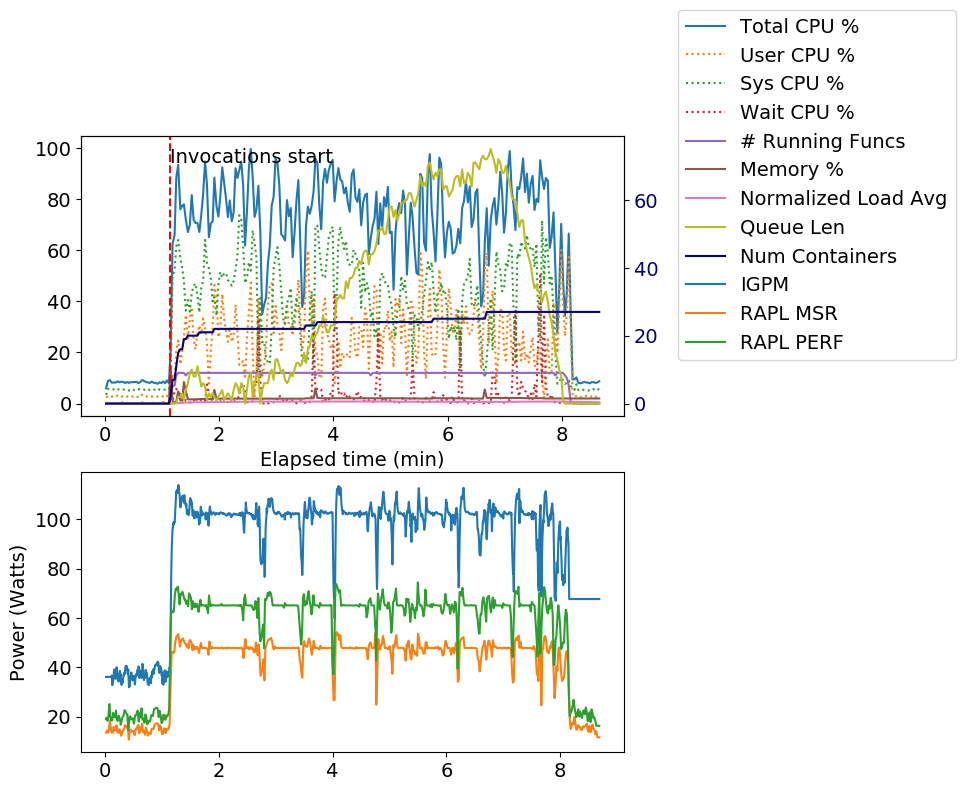 Total CPU %
User CPU %
Sys CPU %
Wait CPU %
# Running Funcs
Memory %
Normalized Load Avg
Queue Len
Num Containers
IGPM
RAPL MSR
RAPL PERF
Invocations start
100
80
60
40
20
0
60
40
20
0
0 2 4 6 8
Elapsed time (min)
Power (Watts)
100
80
60
40
20
0 2 4 6 8